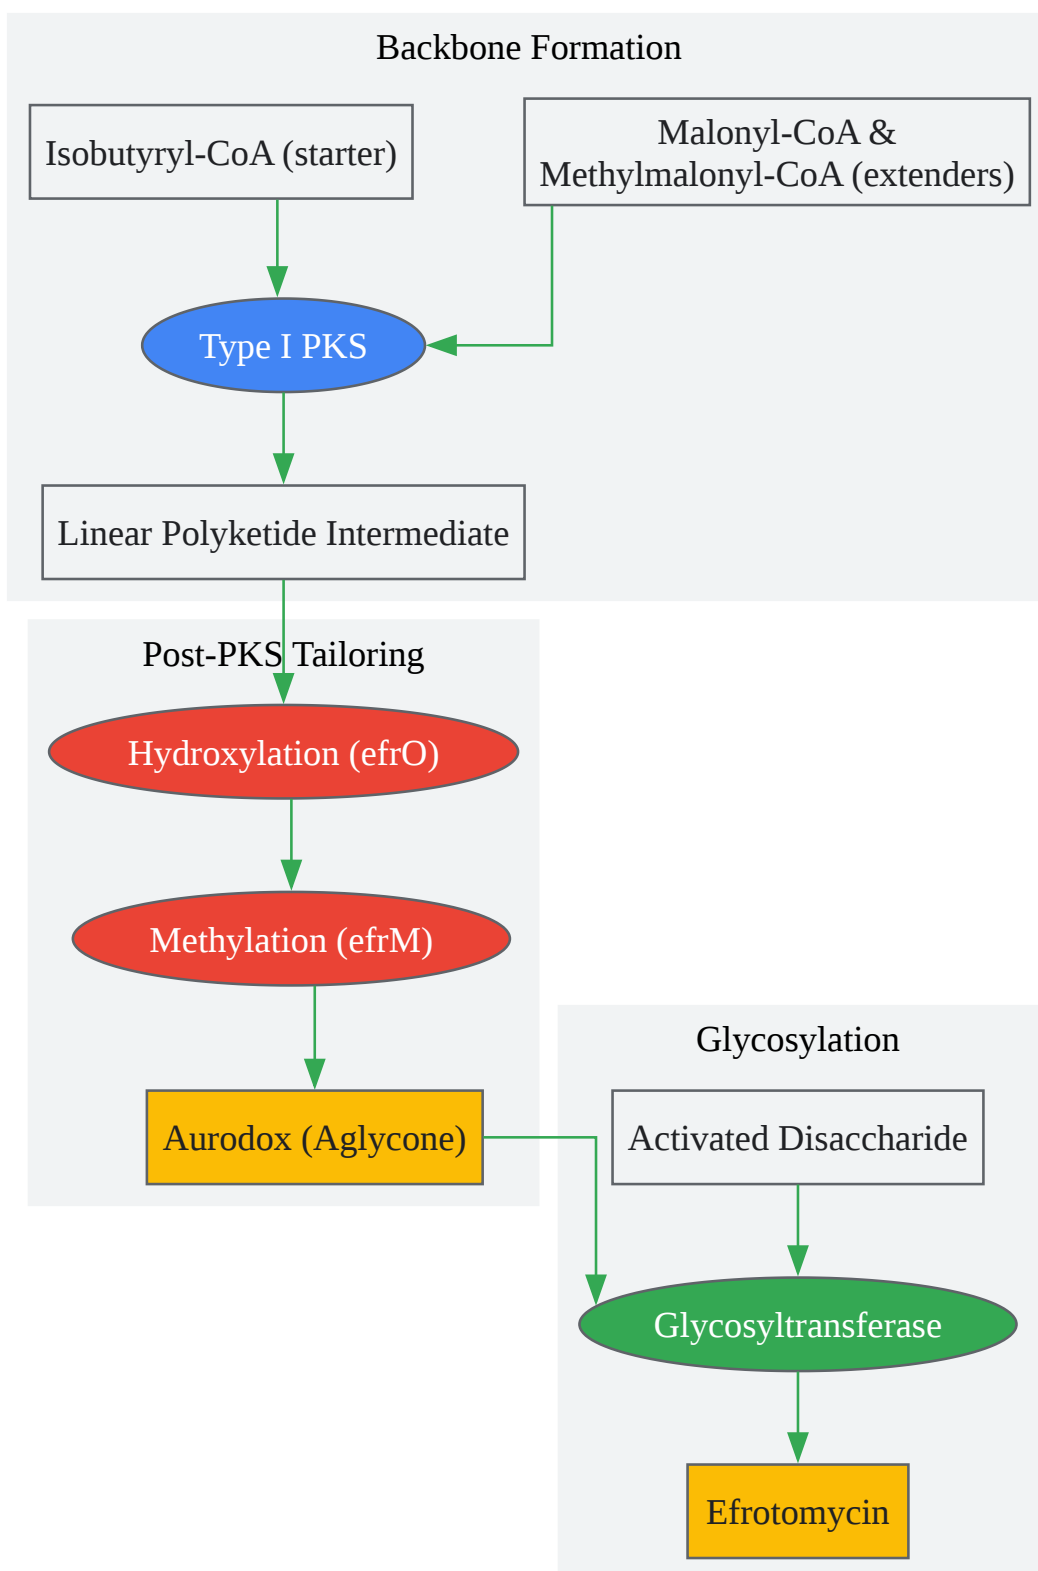 Backbone Formation
Isobutyryl-CoA (starter)
Malonyl-CoA &
Methylmalonyl-CoA (extenders)
Type I PKS
Linear Polyketide Intermediate
Post-PKS Tailoring
Hydroxylation (efrO)
Methylation (efrM)
Aurodox (Aglycone)
Glycosylation
Activated Disaccharide
Glycosyltransferase
Efrotomycin